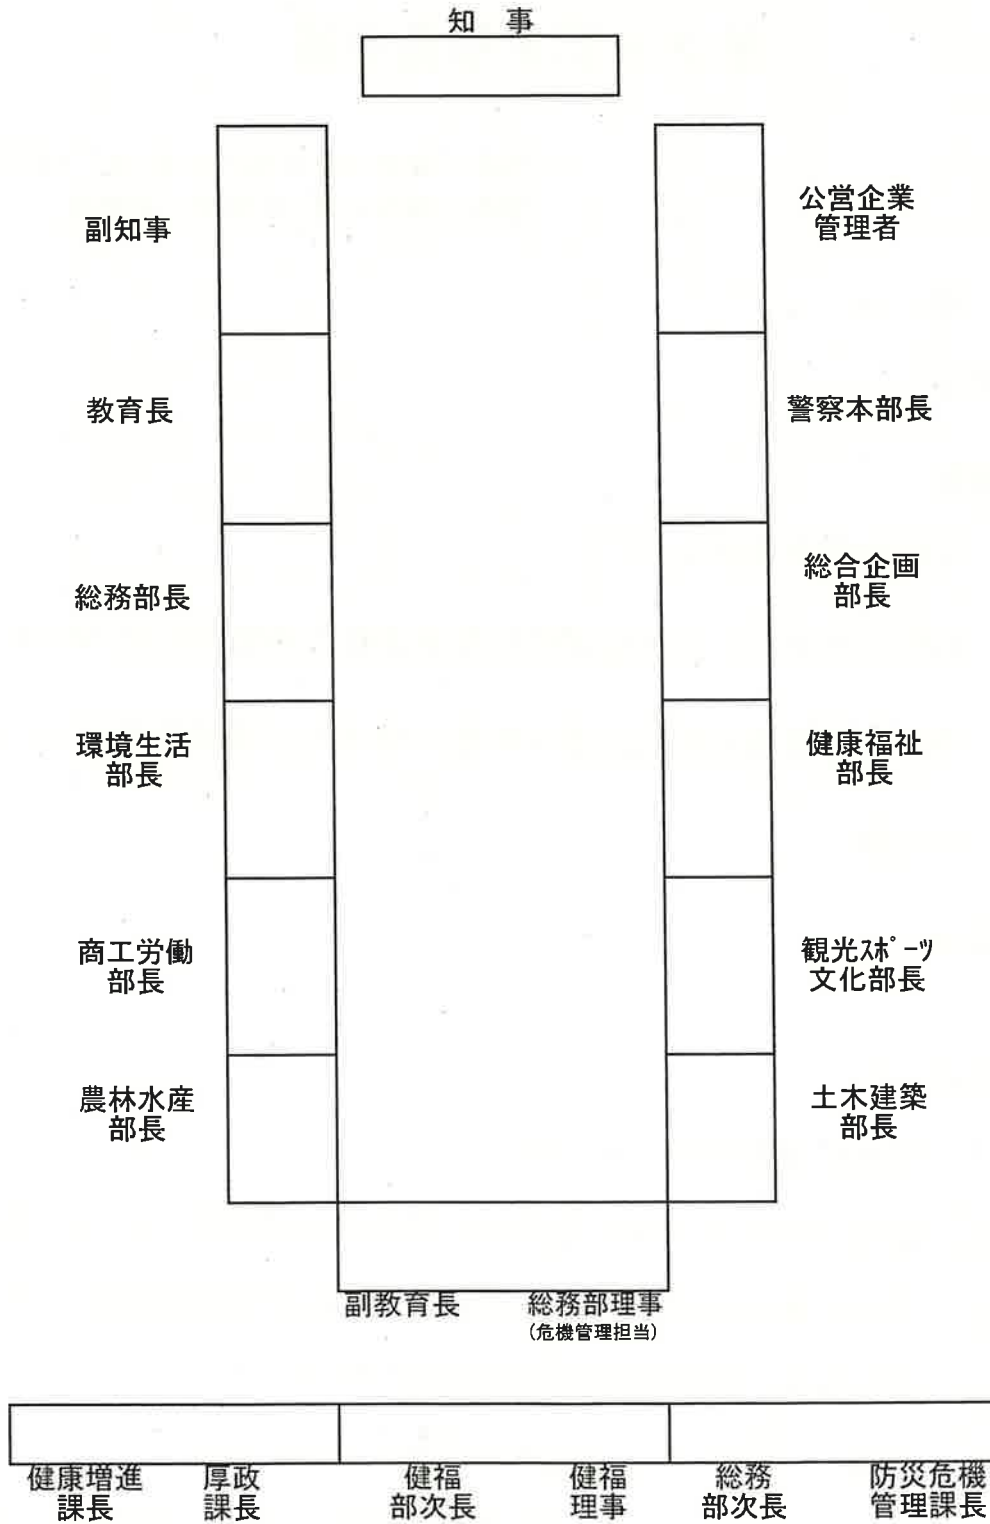 知　事
副知事
公営企業
管理者
教育長
警察本部長
総務部長
総合企画
部長
環境生活
部長
健康福祉
部長
商工労働
部長
観光ｽﾎﾟｰﾂ
文化部長
農林水産
部長
土木建築
部長
副教育長
総務部理事
（危機管理担当）
健康増進
課長
厚政
課長
健福
部次長
健福
理事
総務
部次長
防災危機
管理課長